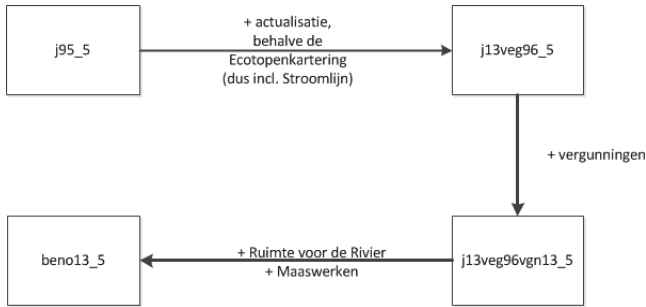 j95_5
+ actualisatie,
behalve de
Ecotopenkartering
(dus incl. Stroomlijn)
j13veg96_5
+ vergunningen
j13veg96vgn13_5
+ Ruimte voor de Rivier
+ Maaswerken
beno13_5